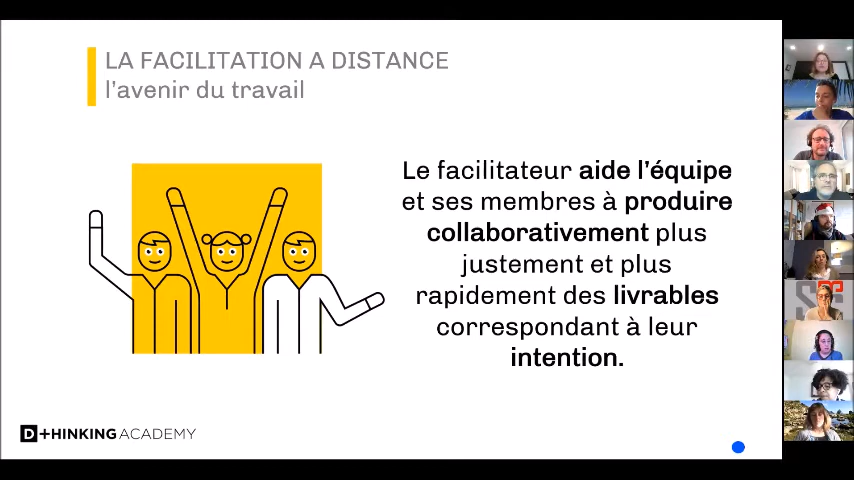 LA FACILITATION A DISTANCE
l'avenir du travail
Le facilitateur aide l'équipe
et ses membres à produire
collaborativement plus
justement et plus
rapidement des livrables
correspondant à leur
intention.
D+HINKING ACADEMY